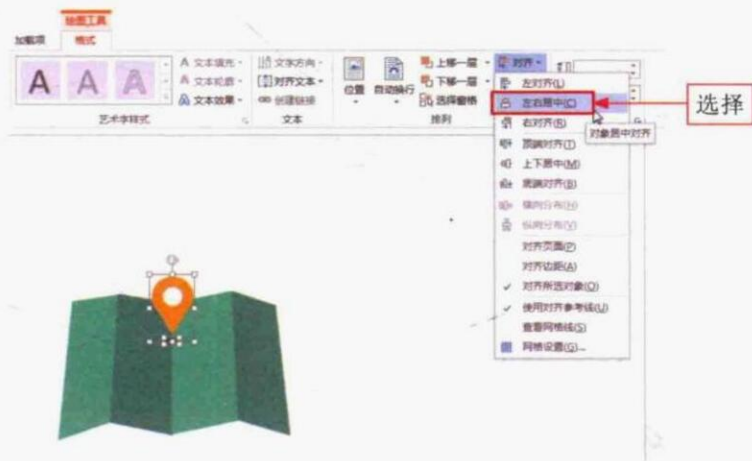 绘图工具
加载项 格式
A A A
A 文本填充
A 文本轮廓
A 文本效果
艺术字样式
文字方向
对齐文本
创建链接
文本
位置
自动换行
上移一层
下移一层
选择窗格
排列
对齐
左对齐(L)
左右居中(C)
选择
右对齐(R)
对象居中对齐
顶端对齐(T)
上下居中(M)
底端对齐(B)
横向分布(H)
纵向分布(V)
对齐页面(P)
对齐边距(A)
对齐所选对象(O)
使用对齐参考线(U)
查看网格线(S)
网格设置(G)...